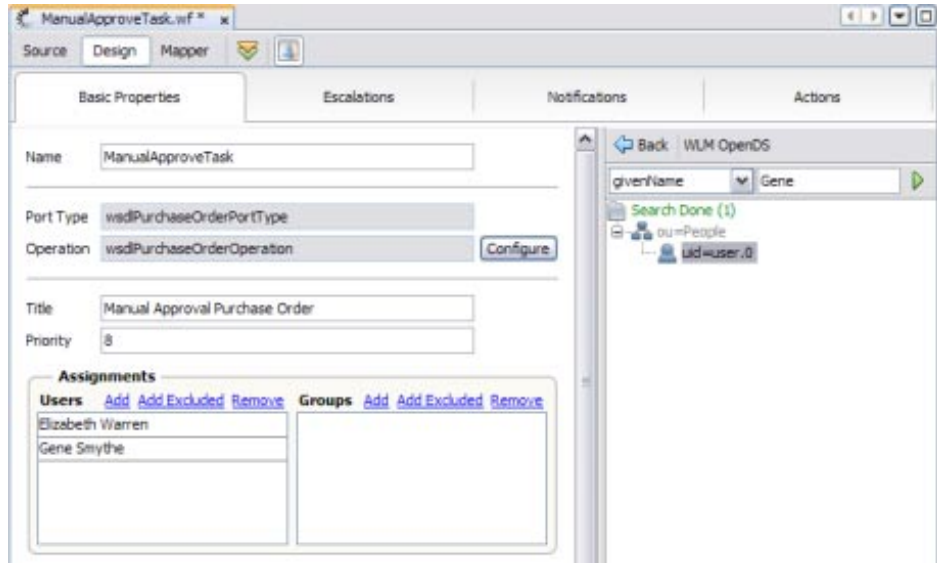 ManualApproveTask.wf *
Source Design Mapper
Basic Properties Escalations Notifications Actions
Name ManualApproveTask
Port Type wsdlPurchaseOrderPortType
Operation wsdlPurchaseOrderOperation Configure
Title Manual Approval Purchase Order
Priority 8
Assignments
Users Add Add Excluded Remove Groups Add Add Excluded Remove
Elizabeth Warren
Gene Smythe
Back WLM OpenDS
givenName Gene
Search Done (1)
ou=People
uid=user.0